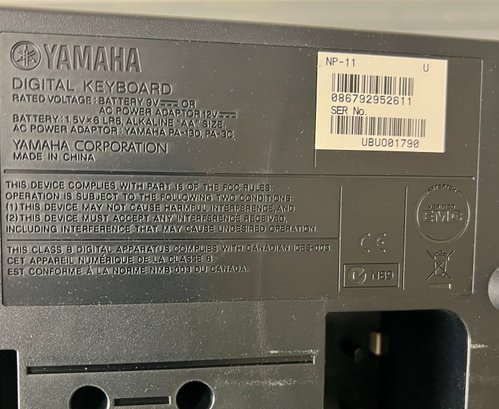 YAMAHA
DIGITAL KEYBOARD
RATED VOLTAGE: BATTERY 9V OR
AC POWER ADAPTOR 12V
BATTERY: 1.5V×6 LR6, ALKALINE "AA" SIZE,
AC POWER ADAPTOR: YAMAHA PA-130, PA-3C,
YAMAHA CORPORATION
MADE IN CHINA
NP-11 U
086792952611
SER No.
UBU001790
THIS DEVICE COMPLIES WITH PART 15 OF THE FCC RULES.
OPERATION IS SUBJECT TO THE FOLLOWING TWO CONDITIONS:
(1) THIS DEVICE MAY NOT CAUSE HARMFUL INTERFERENCE, AND
(2) THIS DEVICE MUST ACCEPT ANY INTERFERENCE RECEIVED,
INCLUDING INTERFERENCE THAT MAY CAUSE UNDESIRED OPERATION.
THIS CLASS B DIGITAL APPARATUS COMPLIES WITH CANADIAN ICES-003.
CET APPAREIL NUMÉRIQUE DE LA CLASSE B
EST CONFORME À LA NORME NMB-003 DU CANADA.
EMC
CE
N89